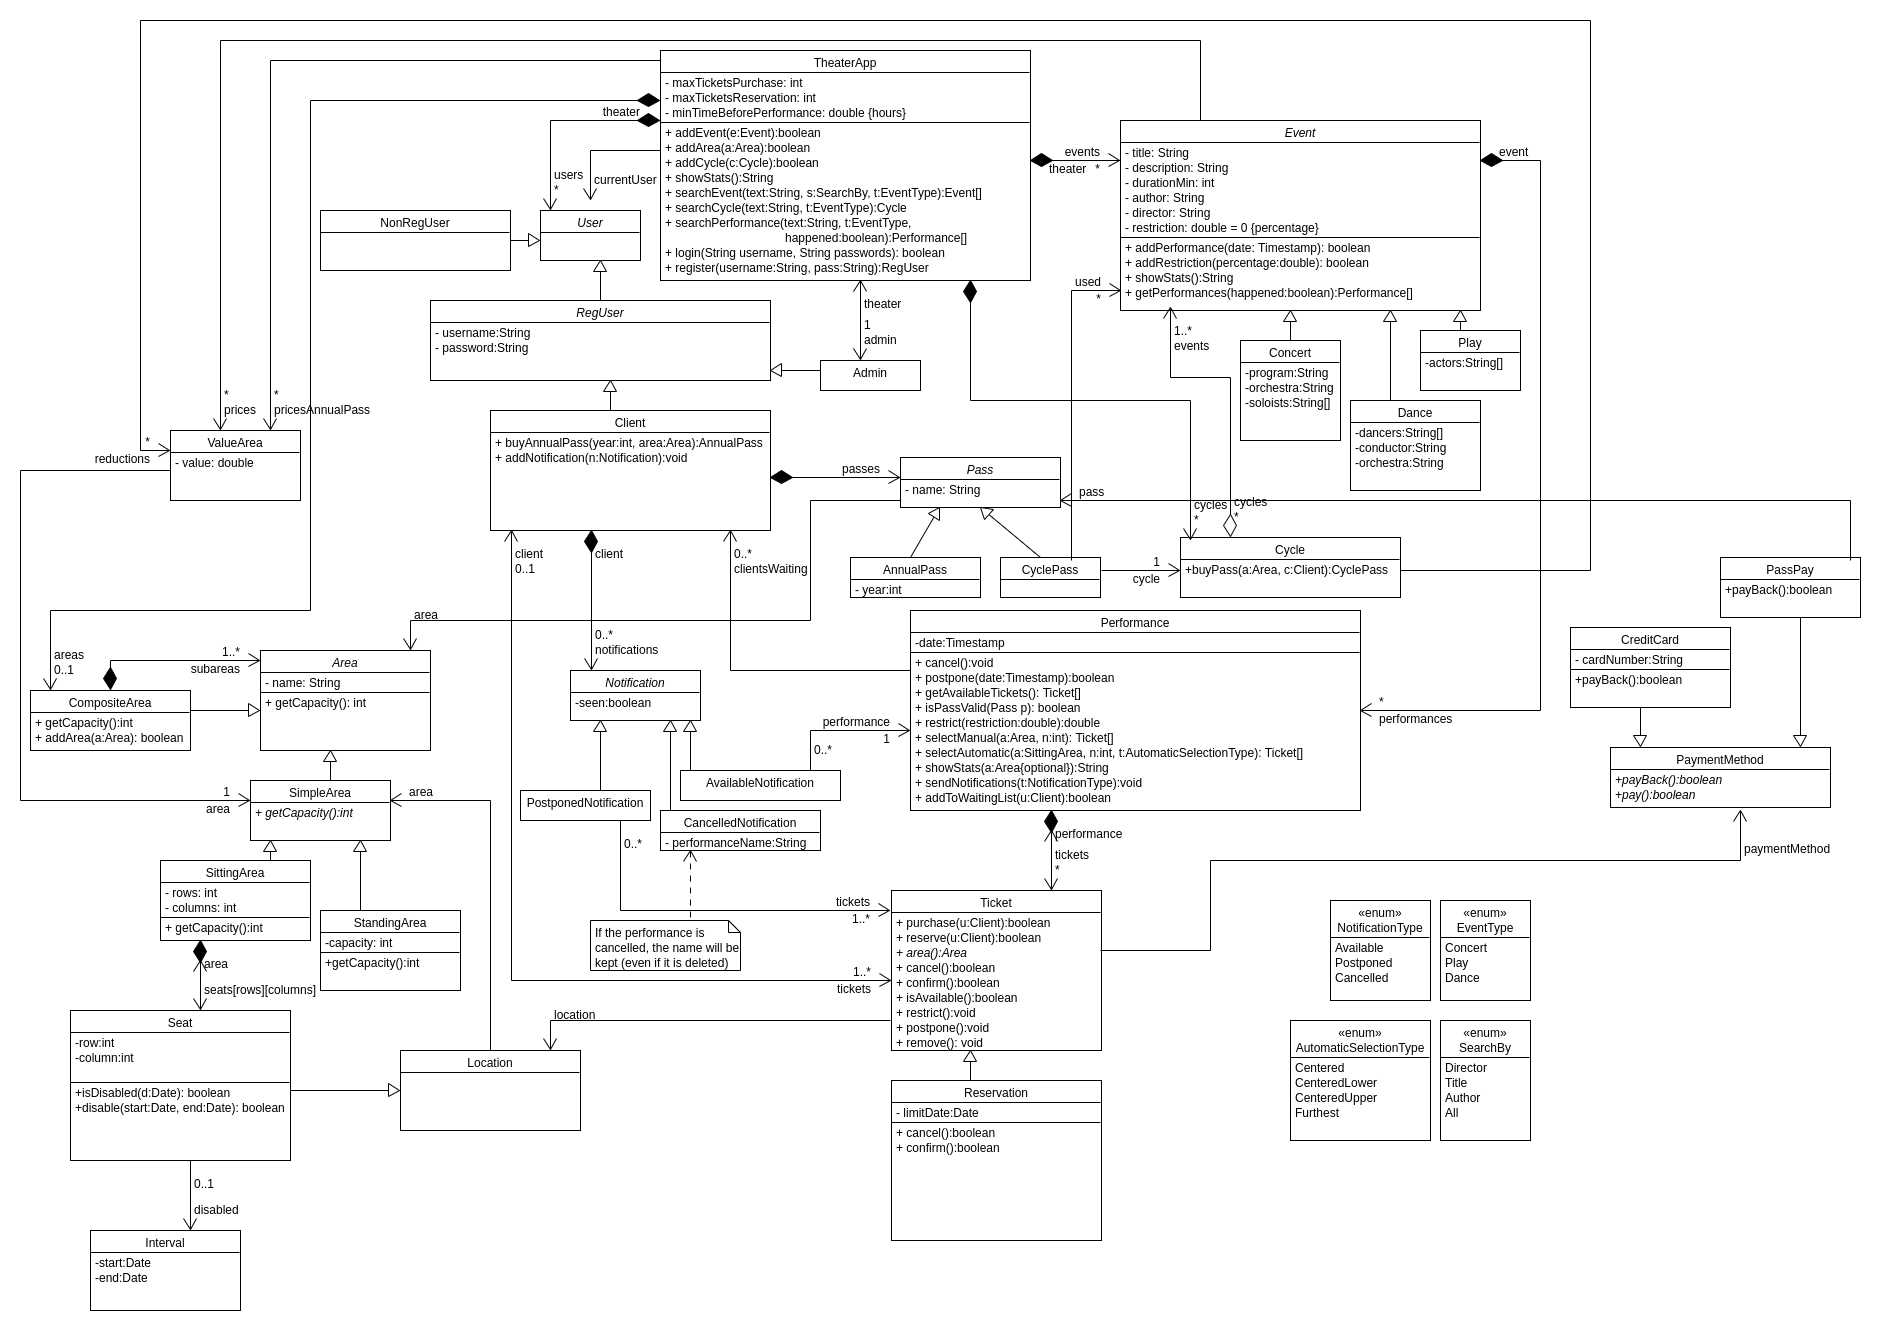 TheaterApp
- maxTicketsPurchase: int
- maxTicketsReservation: int
- minTimeBeforePerformance: double {hours}
+ addEvent(e:Event):boolean
+ addArea(a:Area):boolean
+ addCycle(c:Cycle):boolean
+ showStats():String
+ searchEvent(text:String, s:SearchBy, t:EventType):Event[]
+ searchCycle(text:String, t:EventType):Cycle
+ searchPerformance(text:String, t:EventType,
happened:boolean):Performance[]
+ login(String username, String passwords): boolean
+ register(username:String, pass:String):RegUser
theater
users
*
currentUser
events
theater *
Event
- title: String
- description: String
- durationMin: int
- author: String
- director: String
- restriction: double = 0 {percentage}
+ addPerformance(date: Timestamp): boolean
+ addRestriction(percentage:double): boolean
+ showStats():String
+ getPerformances(happened:boolean):Performance[]
event
NonRegUser
User
used
*
theater
1
admin
RegUser
- username:String
- password:String
Admin
1..*
events
Concert
-program:String
-orchestra:String
-soloists:String[]
Play
-actors:String[]
Dance
-dancers:String[]
-conductor:String
-orchestra:String
*
prices
*
pricesAnnualPass
*
reductions
ValueArea
- value: double
Client
+ buyAnnualPass(year:int, area:Area):AnnualPass
+ addNotification(n:Notification):void
passes
Pass
- name: String
pass
cycles
*
cycles
*
client
0..1
client
0..*
clientsWaiting
AnnualPass
- year:int
CyclePass
1
cycle
Cycle
+buyPass(a:Area, c:Client):CyclePass
PassPay
+payBack():boolean
area
0..*
notifications
Performance
-date:Timestamp
+ cancel():void
+ postpone(date:Timestamp):boolean
+ getAvailableTickets(): Ticket[]
+ isPassValid(Pass p): boolean
+ restrict(restriction:double):double
+ selectManual(a:Area, n:int): Ticket[]
+ selectAutomatic(a:SittingArea, n:int, t:AutomaticSelectionType): Ticket[]
+ showStats(a:Area{optional}):String
+ sendNotifications(t:NotificationType):void
+ addToWaitingList(u:Client):boolean
*
performances
CreditCard
- cardNumber:String
+payBack():boolean
PaymentMethod
+payBack():boolean
+pay():boolean
paymentMethod
areas
0..1
1..*
subareas
Area
- name: String
+ getCapacity(): int
CompositeArea
+ getCapacity():int
+ addArea(a:Area): boolean
Notification
-seen:boolean
performance
1
0..*
AvailableNotification
PostponedNotification
0..*
CancelledNotification
- performanceName:String
If the performance is
cancelled, the name will be
kept (even if it is deleted)
1
area
SimpleArea
+ getCapacity():int
area
SittingArea
- rows: int
- columns: int
+ getCapacity():int
StandingArea
-capacity: int
+getCapacity():int
area
seats[rows][columns]
performance
tickets
*
tickets
1..*
1..*
tickets
Ticket
+ purchase(u:Client):boolean
+ reserve(u:Client):boolean
+ area():Area
+ cancel():boolean
+ confirm():boolean
+ isAvailable():boolean
+ restrict():void
+ postpone():void
+ remove(): void
location
Seat
-row:int
-column:int
+isDisabled(d:Date): boolean
+disable(start:Date, end:Date): boolean
Location
Reservation
- limitDate:Date
+ cancel():boolean
+ confirm():boolean
«enum»
NotificationType
Available
Postponed
Cancelled
«enum»
EventType
Concert
Play
Dance
«enum»
AutomaticSelectionType
Centered
CenteredLower
CenteredUpper
Furthest
«enum»
SearchBy
Director
Title
Author
All
0..1
disabled
Interval
-start:Date
-end:Date